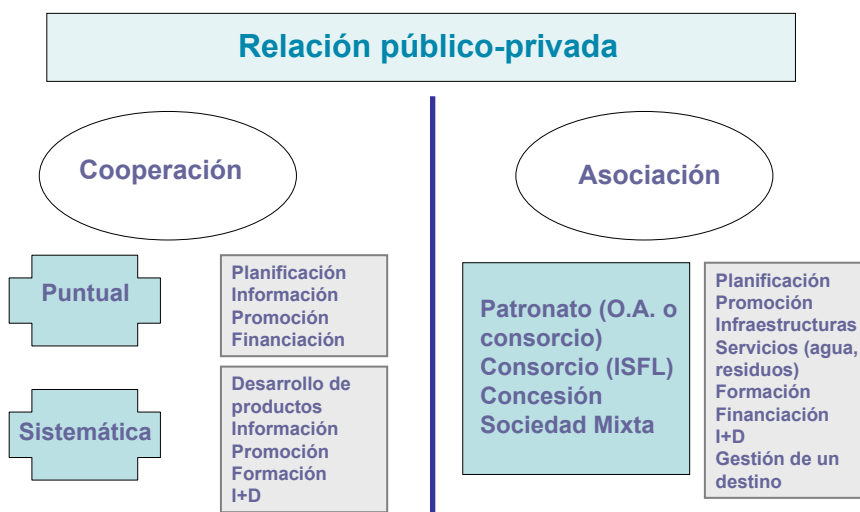 Relación público-privada
Cooperación
Puntual
Planificación
Información
Promoción
Financiación
Sistemática
Desarrollo de
productos
Información
Promoción
Formación
I+D
Asociación
Patronato (O.A. o
consorcio)
Consorcio (ISFL)
Concesión
Sociedad Mixta
Planificación
Promoción
Infraestructuras
Servicios (agua,
residuos)
Formación
Financiación
I+D
Gestión de un
destino